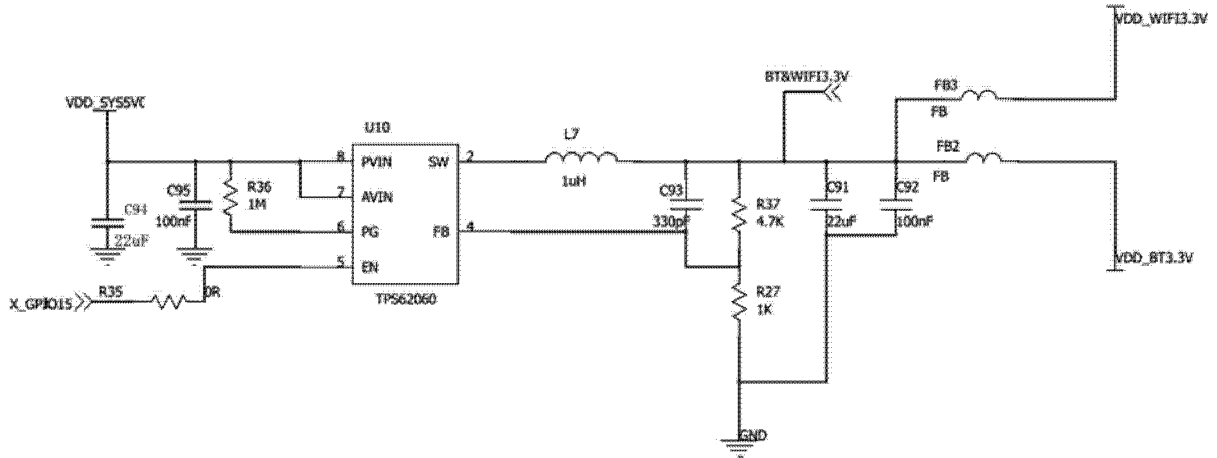 VDD_WIFI3.3V
BT&WIFI3.3V
FB3
FB
VDD_SYS5V0
U10
L7
FB2
8 PVIN SW 2
1uH
FB
C95
R36
1M
C93
C91
C92
7 AVIN
C94
100nF
330pF
R37
4.7K
22uF
100nF
22uF
6 PG FB 4
5 EN
VDD_BT3.3V
R35
0R
TPS62060
R27
1K
X_GPIO15
GND